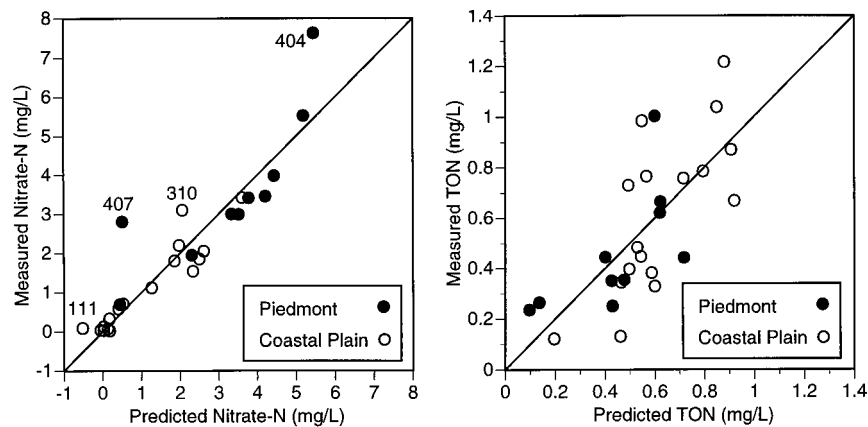 8
7
6
5
4
3
2
1
0
-1
Measured Nitrate-N (mg/L)
404
407
310
111
Piedmont
Coastal Plain
-1 0 1 2 3 4 5 6 7 8
Predicted Nitrate-N (mg/L)
1.4
1.2
1
0.8
0.6
0.4
0.2
0
Measured TON (mg/L)
Piedmont
Coastal Plain
0 0.2 0.4 0.6 0.8 1 1.2 1.4
Predicted TON (mg/L)